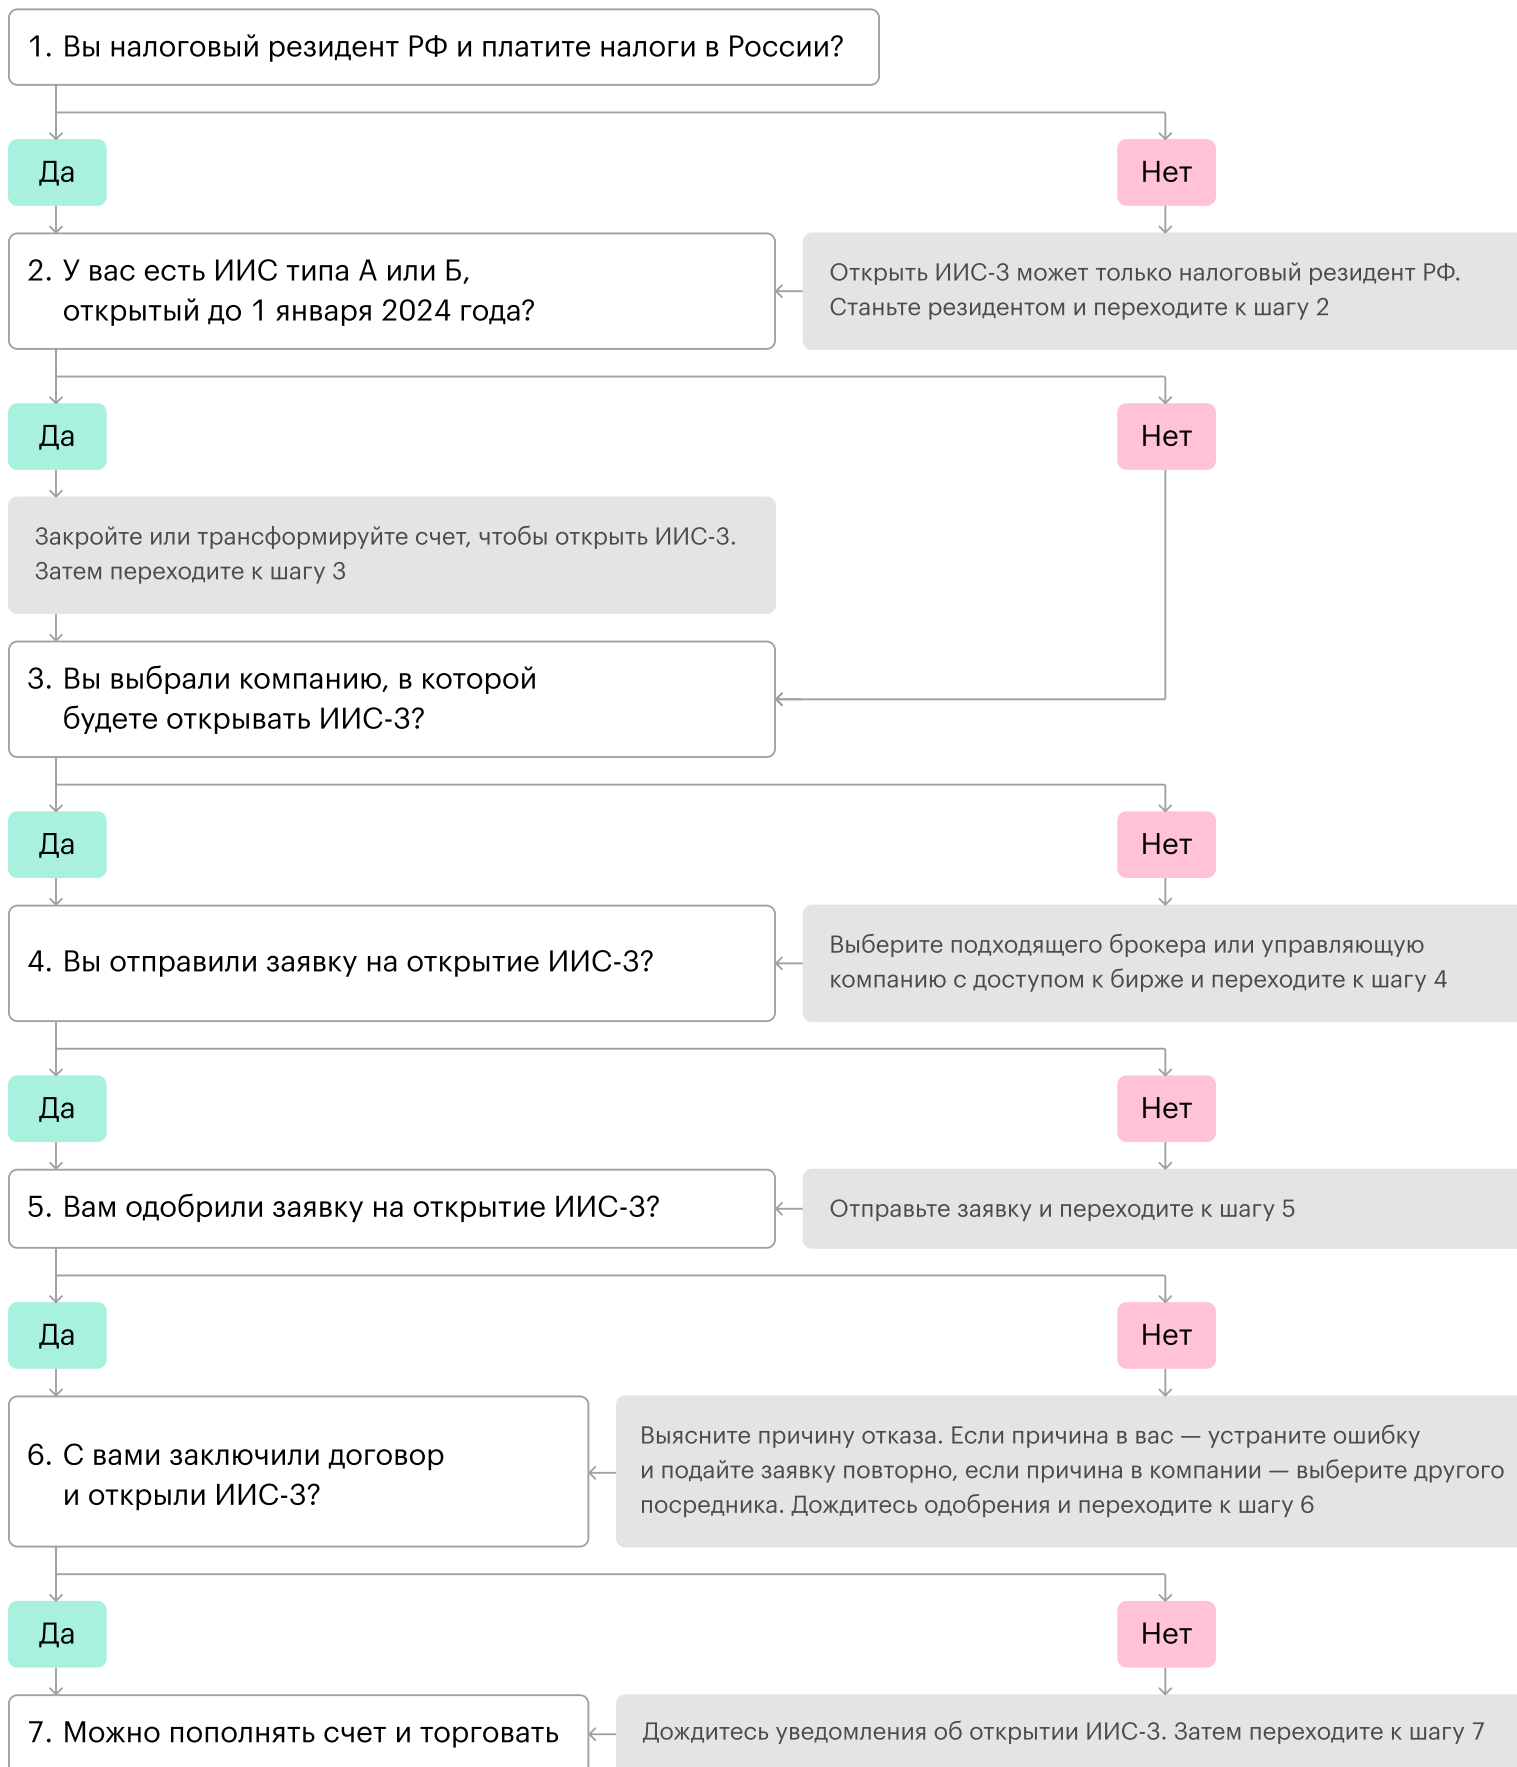 1. Вы налоговый резидент РФ и платите налоги в России?
Да
Нет
2. У вас есть ИИС типа А или Б,
открытый до 1 января 2024 года?
Открыть ИИС-3 может только налоговый резидент РФ.
Станьте резидентом и переходите к шагу 2
Да
Нет
Закройте или трансформируйте счет, чтобы открыть ИИС-3.
Затем переходите к шагу 3
3. Вы выбрали компанию, в которой
будете открывать ИИС-3?
Да
Нет
4. Вы отправили заявку на открытие ИИС-3?
Выберите подходящего брокера или управляющую
компанию с доступом к бирже и переходите к шагу 4
Да
Нет
5. Вам одобрили заявку на открытие ИИС-3?
Отправьте заявку и переходите к шагу 5
Да
Нет
6. С вами заключили договор
и открыли ИИС-3?
Выясните причину отказа. Если причина в вас — устраните ошибку
и подайте заявку повторно, если причина в компании — выберите другого
посредника. Дождитесь одобрения и переходите к шагу 6
Да
Нет
7. Можно пополнять счет и торговать
Дождитесь уведомления об открытии ИИС-3. Затем переходите к шагу 7